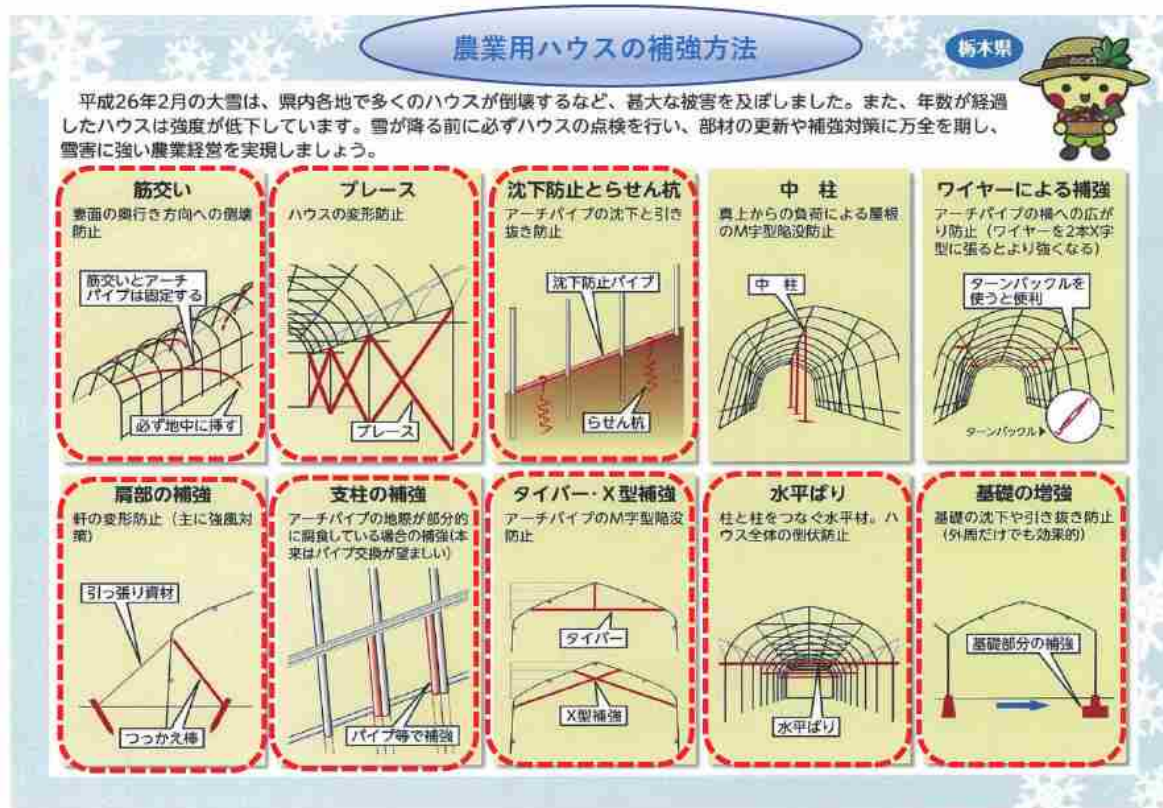 農業用ハウスの補強方法
栃木県
平成26年2月の大雪は、県内各地で多くのハウスが倒壊するなど、甚大な被害を及ぼしました。また、年数が経過
したハウスは強度が低下しています。雪が降る前に必ずハウスの点検を行い、部材の更新や補強対策に万全を期し、
雪害に強い農業経営を実現しましょう。
筋交い
妻面の奥行き方向への倒壊
防止
筋交いとアーチ
パイプは固定する
必ず地中に挿す
ブレース
ハウスの変形防止
ブレース
沈下防止とらせん杭
アーチパイプの沈下と引き
抜き防止
沈下防止パイプ
らせん杭
中 柱
真上からの負荷による屋根
のM字型陥没防止
中 柱
ワイヤーによる補強
アーチパイプの横への広が
り防止(ワイヤーを2本X字
型に張るとより強くなる)
ターンバックルを
使うと便利
ターンバックル▶
肩部の補強
軒の変形防止(主に強風対
策)
引っ張り資材
つっかえ棒
支柱の補強
アーチパイプの地際が部分的
に腐食している場合の補強(本
来はパイプ交換が望ましい)
パイプ等で補強
タイバー・X型補強
アーチパイプのM字型陥没
防止
タイバー
X型補強
水平ばり
柱と柱をつなぐ水平材。ハ
ウス全体の倒伏防止
水平ばり
基礎の増強
基礎の沈下や引き抜き防止
(外周だけでも効果的)
基礎部分の補強